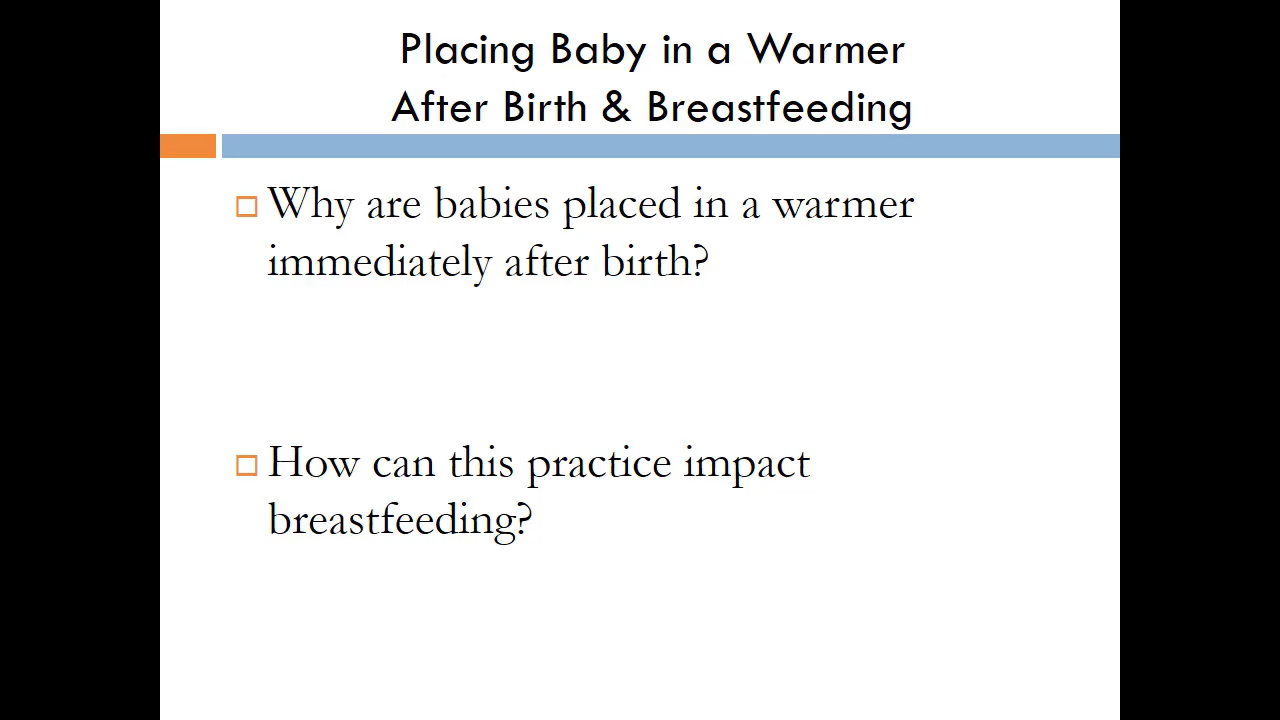 Placing Baby in a Warmer
After Birth & Breastfeeding
Why are babies placed in a warmer
immediately after birth?
How can this practice impact
breastfeeding?